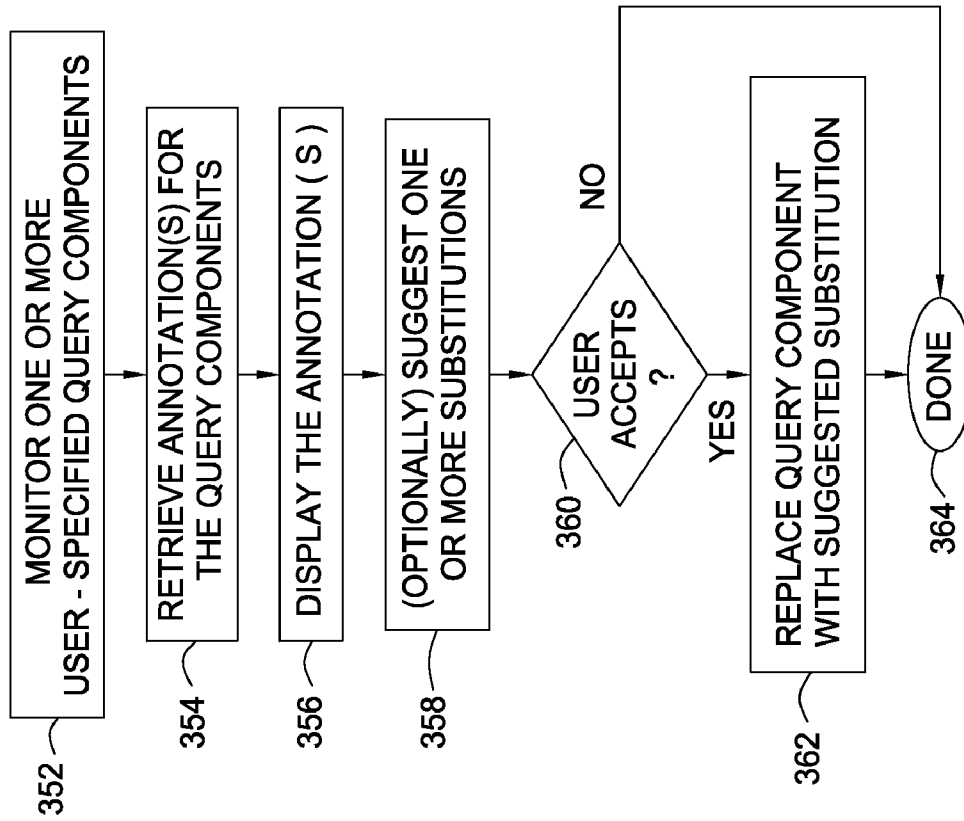 352
MONITOR ONE OR MORE
USER - SPECIFIED QUERY COMPONENTS
354
RETRIEVE ANNOTATION(S) FOR
THE QUERY COMPONENTS
356
DISPLAY THE ANNOTATION ( S )
358
(OPTIONALLY) SUGGEST ONE
OR MORE SUBSTITUTIONS
360
USER
ACCEPTS
?
NO
YES
362
REPLACE QUERY COMPONENT
WITH SUGGESTED SUBSTITUTION
364
DONE